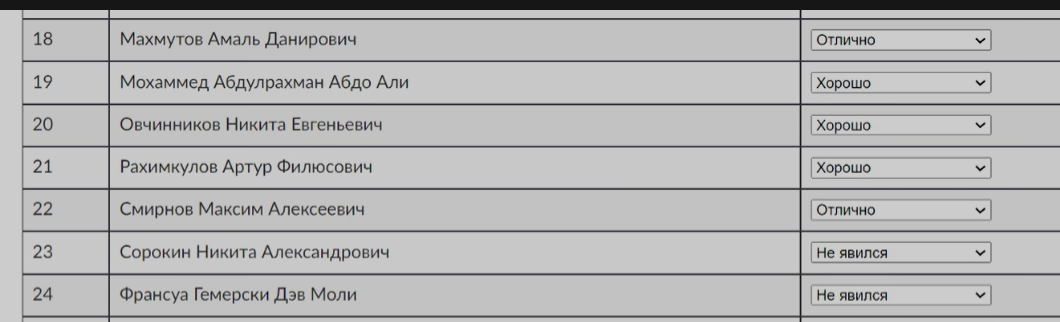 18 Махмутов Амаль Данирович Отлично
19 Мохаммед Абдулрахман Абдо Али Хорошо
20 Овчинников Никита Евгеньевич Хорошо
21 Рахимкулов Артур Филюсович Хорошо
22 Смирнов Максим Алексеевич Отлично
23 Сорокин Никита Александрович Не явился
24 Франсуа Гемерски Дэв Моли Не явился